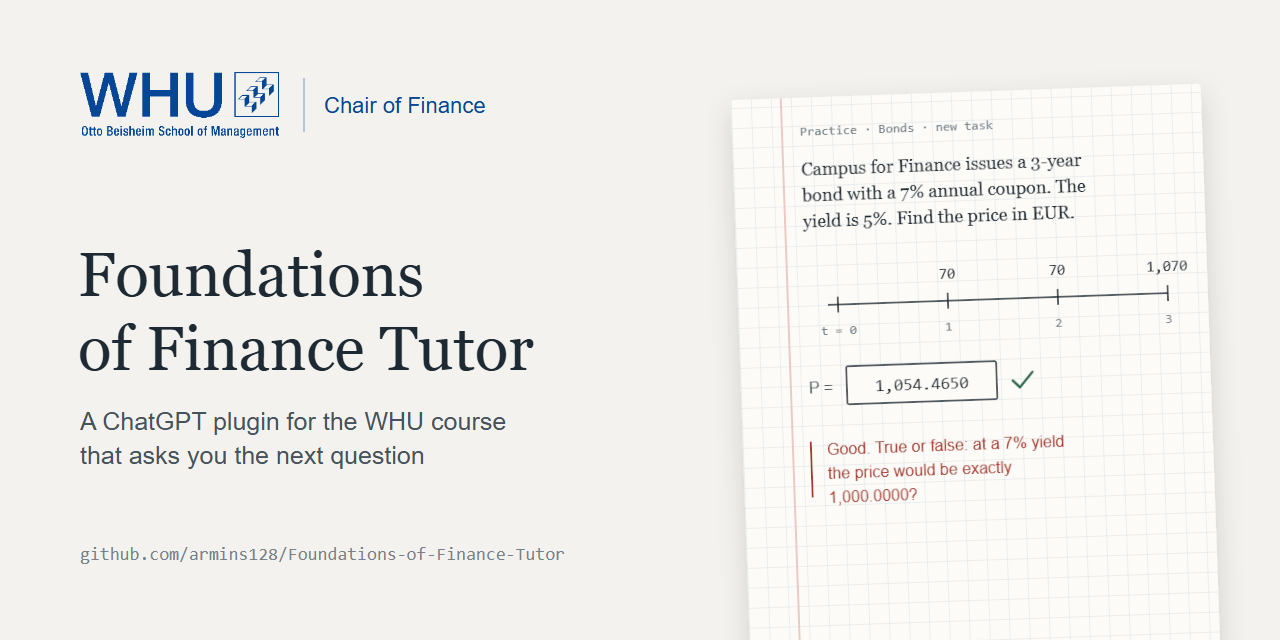 WHU
Otto Beisheim School of Management
Chair of Finance
Foundations
of Finance Tutor
A ChatGPT plugin for the WHU course
that asks you the next question
github.com/armins128/Foundations-of-Finance-Tutor
Practice · Bonds · new task
Campus for Finance issues a 3-year
bond with a 7% annual coupon. The
yield is 5%. Find the price in EUR.
70 70 1,070
t = 0 1 2 3
P = 1,054.4650 ✓
Good. True or false: at a 7% yield
the price would be exactly
1,000.0000?